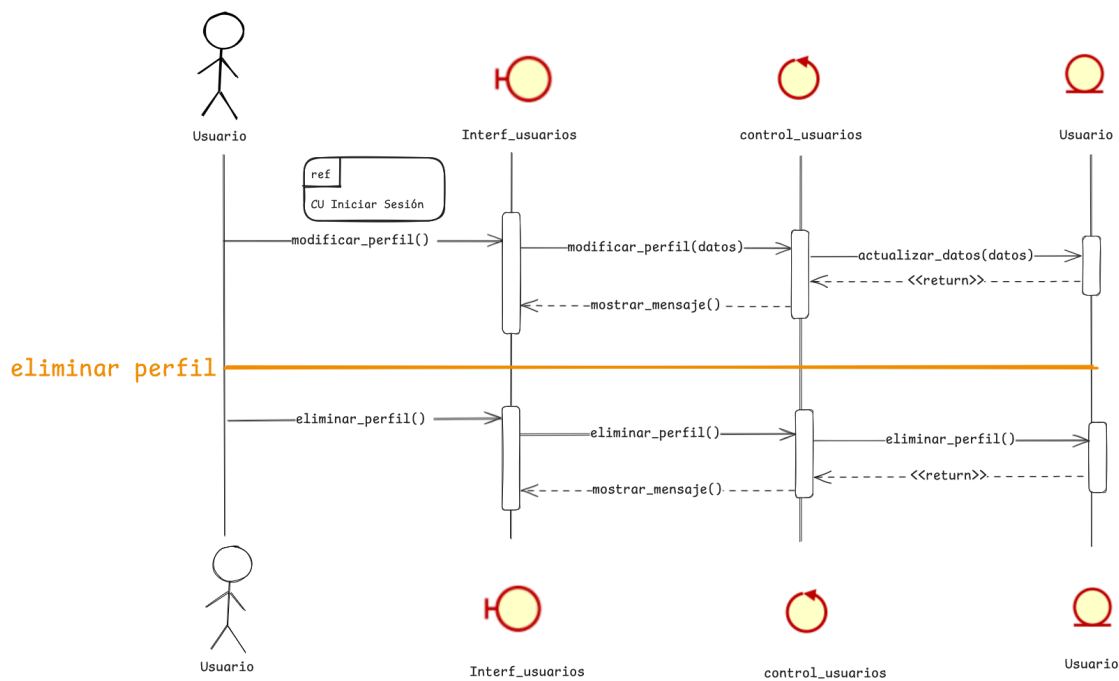 Usuario
Interf_usuarios
control_usuarios
Usuario
ref
CU Iniciar Sesión
modificar_perfil()
modificar_perfil(datos)
actualizar_datos(datos)
<<return>>
mostrar_mensaje()
eliminar perfil
eliminar_perfil()
eliminar_perfil()
eliminar_perfil()
<<return>>
mostrar_mensaje()
Usuario
Interf_usuarios
control_usuarios
Usuario